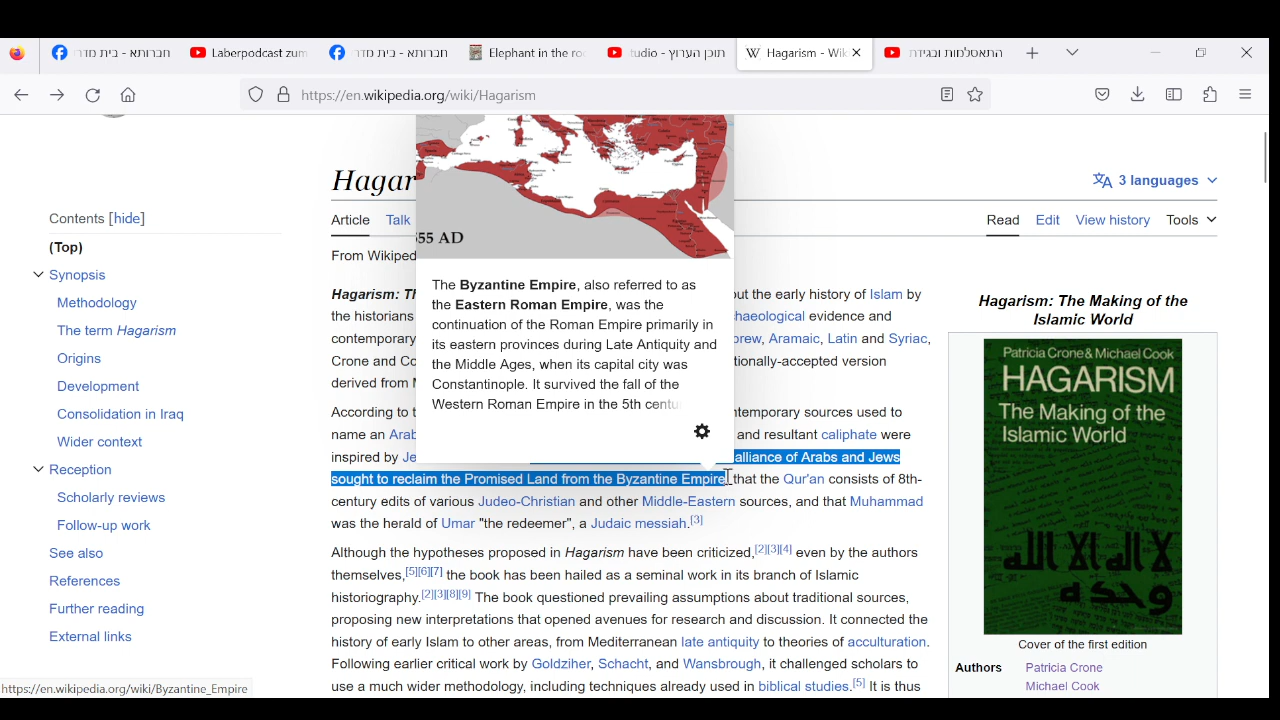 חברותא - בית מדר
Laberpodcast zum
חברותא - בית מדר
Elephant in the ro
tudio - תוכן הערוץ
Hagarism - Wik
התאסלמות ובגידת
https://en.wikipedia.org/wiki/Hagarism
Hagar
3 languages
Article Talk
Read Edit View history Tools
From Wikiped
Contents [hide]
(Top)
Synopsis
Methodology
The term Hagarism
Origins
Development
Consolidation in Iraq
Wider context
Reception
Scholarly reviews
Follow-up work
See also
References
Further reading
External links
55 AD
The Byzantine Empire, also referred to as
the Eastern Roman Empire, was the
continuation of the Roman Empire primarily in
its eastern provinces during Late Antiquity and
the Middle Ages, when its capital city was
Constantinople. It survived the fall of the
Western Roman Empire in the 5th centu
Hagarism: Th out the early history of Islam by
the historians chaeological evidence and
contemporary brew, Aramaic, Latin and Syriac,
Crone and Co tionally-accepted version
derived from M
According to t ntemporary sources used to
name an Arab and resultant caliphate were
inspired by Je alliance of Arabs and Jews
sought to reclaim the Promised Land from the Byzantine Empire, that the Qur'an consists of 8th-
century edits of various Judeo-Christian and other Middle-Eastern sources, and that Muhammad
was the herald of Umar "the redeemer", a Judaic messiah.[3]
Although the hypotheses proposed in Hagarism have been criticized,[2][3][4] even by the authors
themselves,[5][6][7] the book has been hailed as a seminal work in its branch of Islamic
historiography.[2][3][8][9] The book questioned prevailing assumptions about traditional sources,
proposing new interpretations that opened avenues for research and discussion. It connected the
history of early Islam to other areas, from Mediterranean late antiquity to theories of acculturation.
Following earlier critical work by Goldziher, Schacht, and Wansbrough, it challenged scholars to
use a much wider methodology, including techniques already used in biblical studies.[5] It is thus
Hagarism: The Making of the
Islamic World
Patricia Crone & Michael Cook
HAGARISM
The Making of the
Islamic World
لا اله الا الله
وحده
Cover of the first edition
Authors Patricia Crone
Michael Cook
https://en.wikipedia.org/wiki/Byzantine_Empire